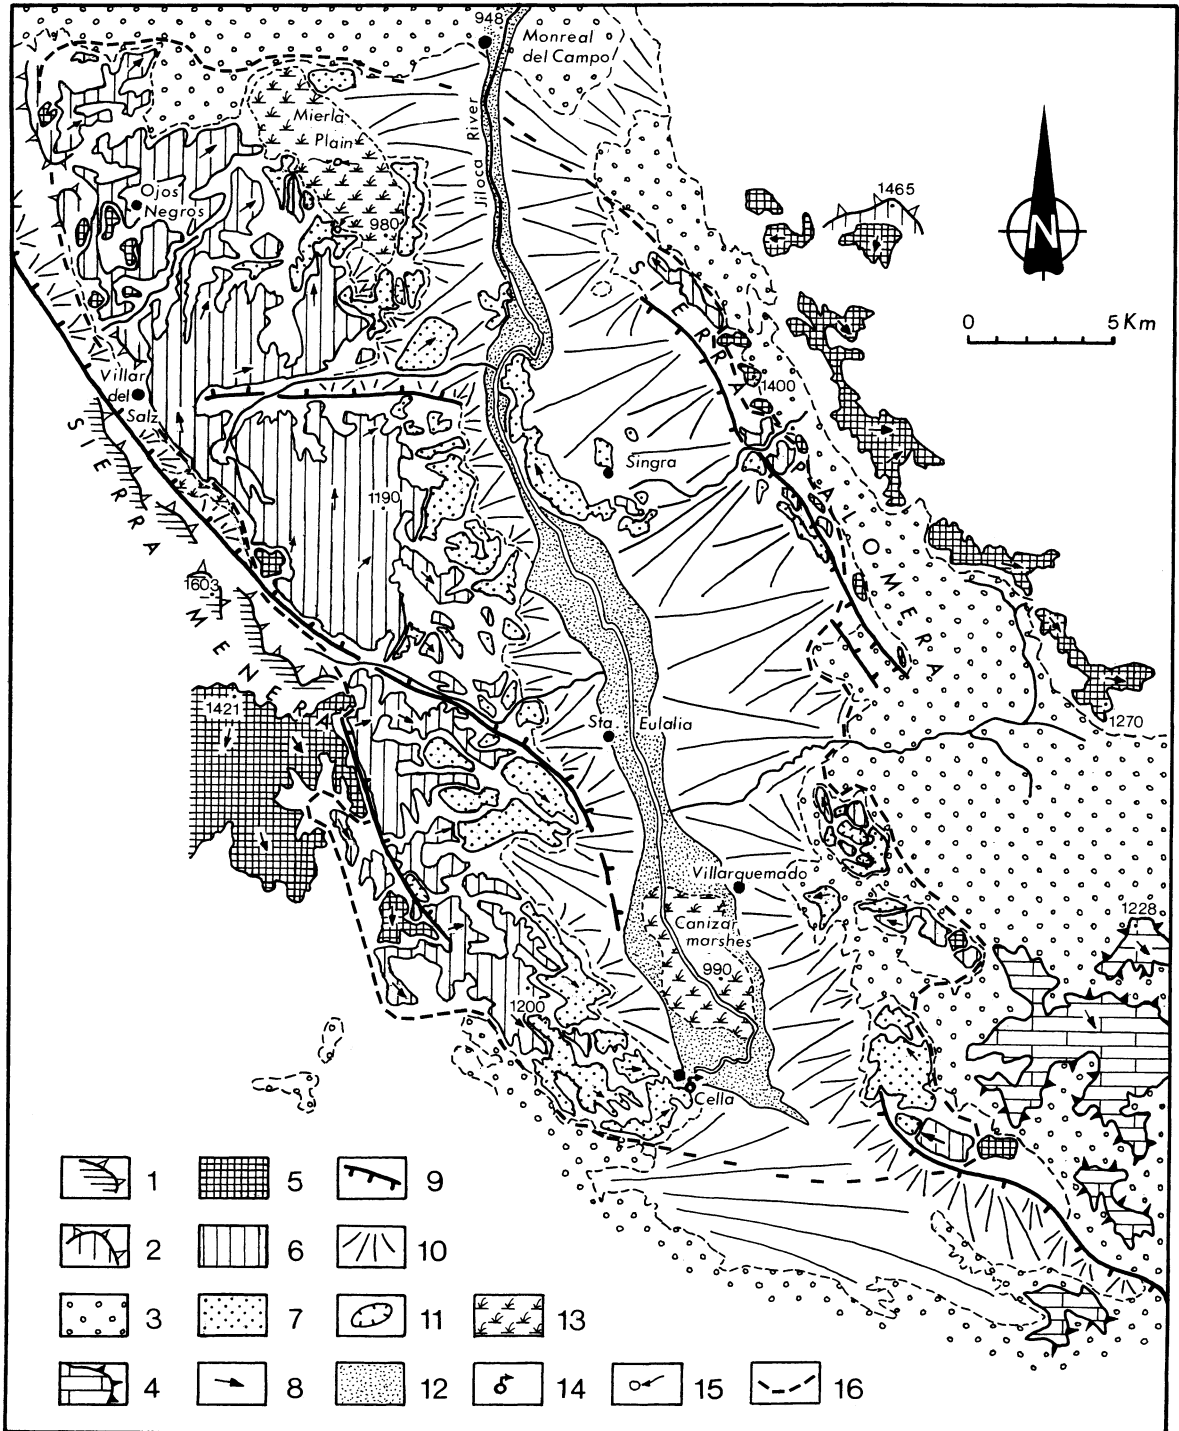 948
Monreal
del Campo
Jiloca River
Mierla
Plain
Ojos
Negros
980
1465
N
0 5 Km
SIERRA PALOMERA
1400
Villar
del
Salz
SIERRA MENERA
Singra
1190
1603
1421
Sta. Eulalia
1270
Villarquemado
Canizar
marshes
990
1228
1200
Cella
1 5 9
2 6 10
3 7 11 13
4 8 12 14 15 16